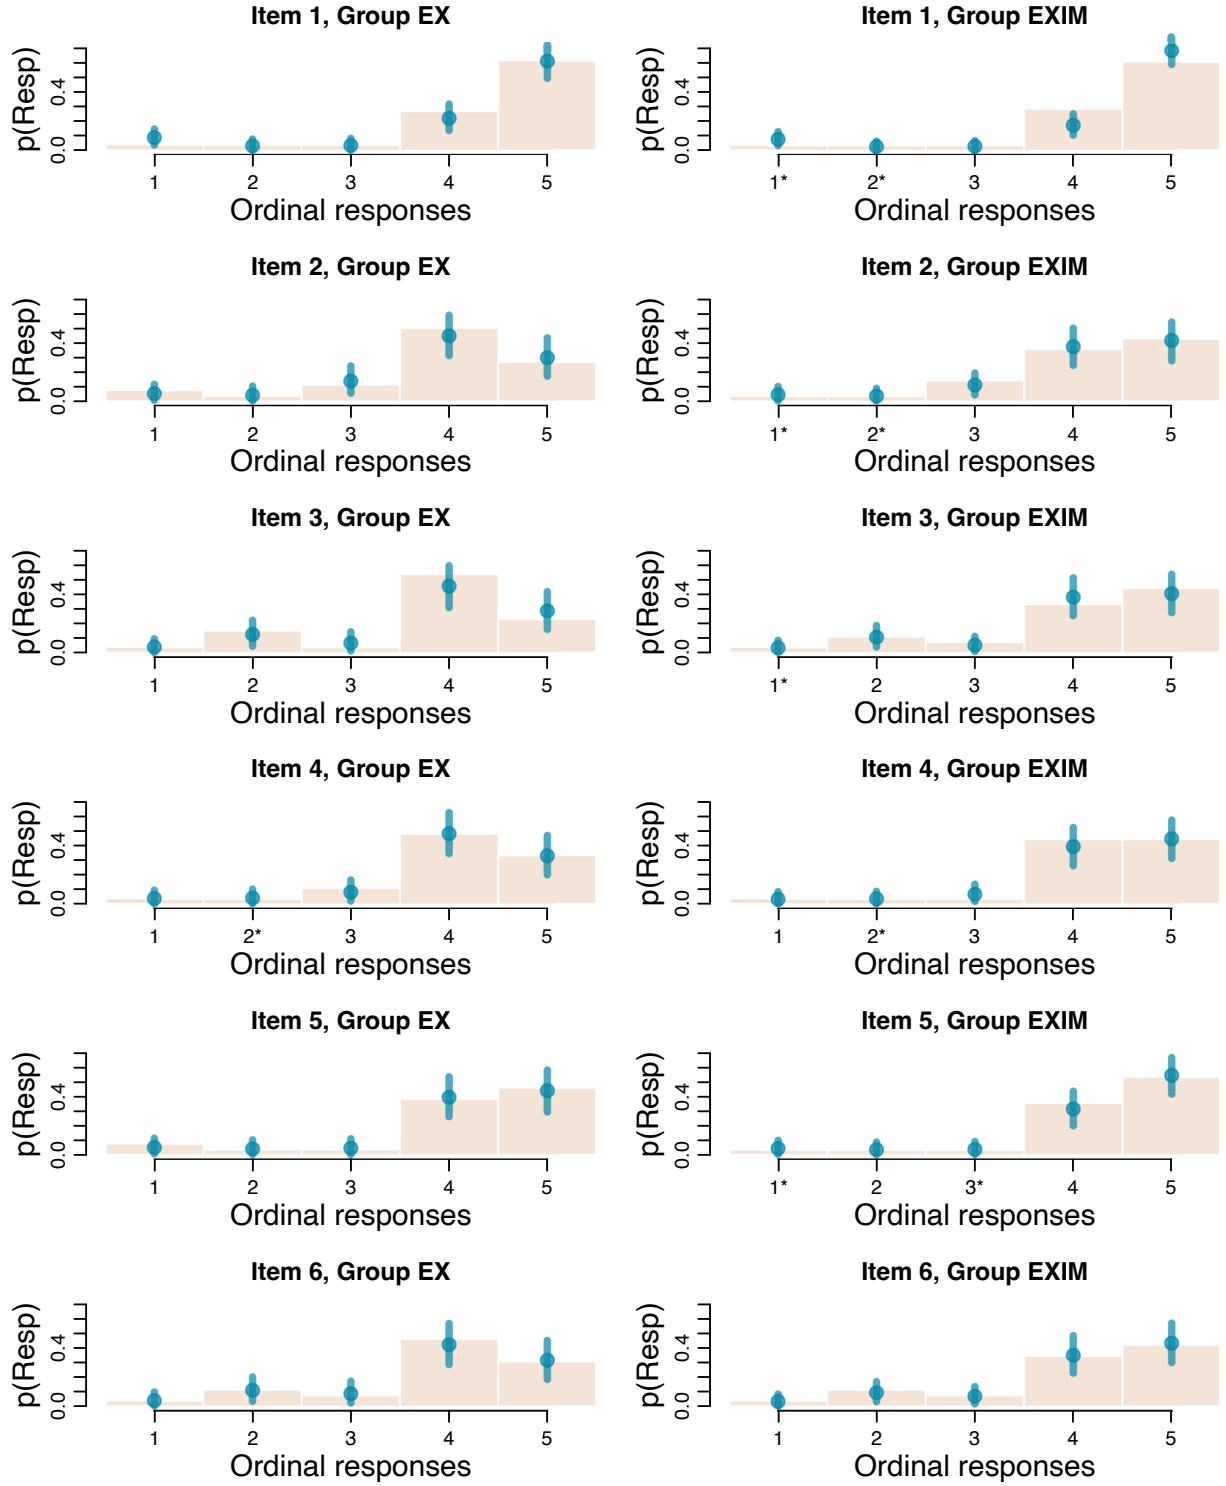 Item 1, Group EX
p(Resp)
0.4
0.0
1 2 3 4 5
Ordinal responses
Item 1, Group EXIM
p(Resp)
0.4
0.0
1* 2* 3 4 5
Ordinal responses
Item 2, Group EX
p(Resp)
0.4
0.0
1 2 3 4 5
Ordinal responses
Item 2, Group EXIM
p(Resp)
0.4
0.0
1* 2* 3 4 5
Ordinal responses
Item 3, Group EX
p(Resp)
0.4
0.0
1 2 3 4 5
Ordinal responses
Item 3, Group EXIM
p(Resp)
0.4
0.0
1* 2 3 4 5
Ordinal responses
Item 4, Group EX
p(Resp)
0.4
0.0
1 2* 3 4 5
Ordinal responses
Item 4, Group EXIM
p(Resp)
0.4
0.0
1 2* 3 4 5
Ordinal responses
Item 5, Group EX
p(Resp)
0.4
0.0
1 2 3 4 5
Ordinal responses
Item 5, Group EXIM
p(Resp)
0.4
0.0
1* 2 3* 4 5
Ordinal responses
Item 6, Group EX
p(Resp)
0.4
0.0
1 2 3 4 5
Ordinal responses
Item 6, Group EXIM
p(Resp)
0.4
0.0
1 2 3 4 5
Ordinal responses